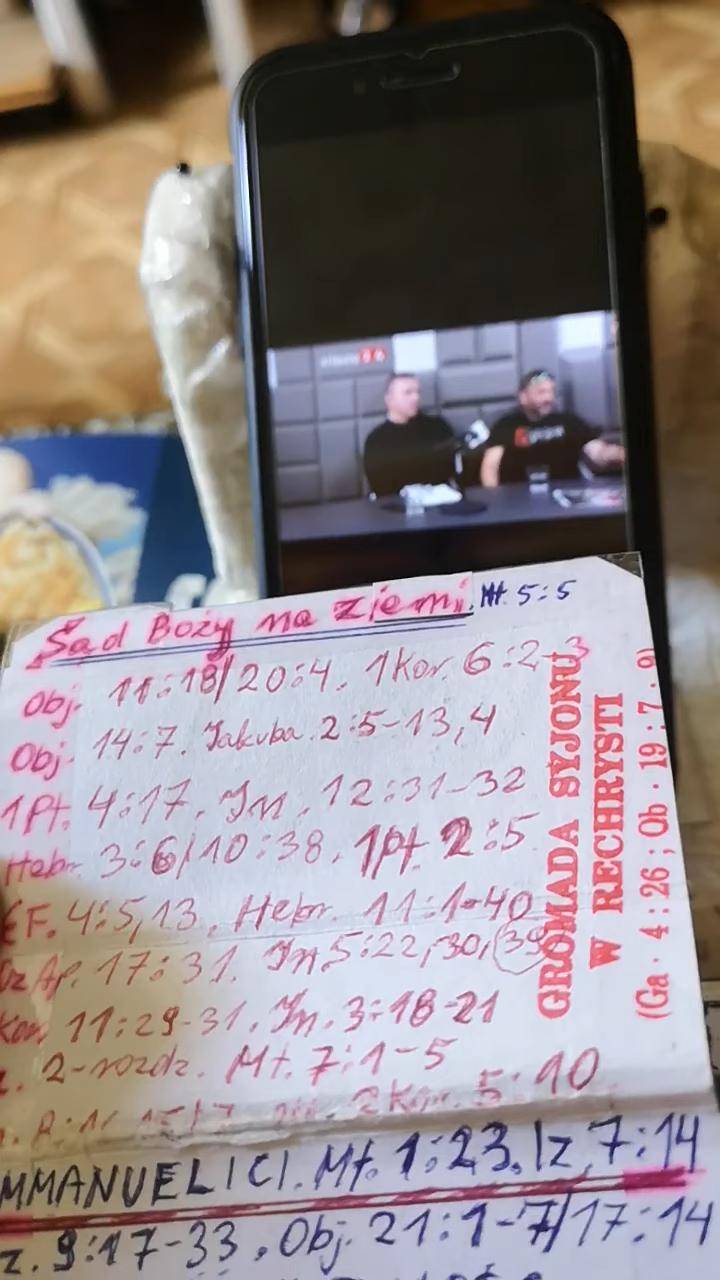 Sąd Boży na ziemi. Mt. 5:5
Obj. 11:18/20:4. 1Kor. 6:2-3
Obj. 14:7. Jakuba. 2:5-13,4
1Pt. 4:17. Jn. 12:31-32
Hebr. 3:6/10:38. 1pt. 2:5
EF. 4:5,13. Hebr. 11:1-40
Dz Ap. 17:31. Jn. 5:22,30,39
Kor. 11:29-31. Jn. 3:18-21
z. 2-rozdz. Mt. 7:1-5
2Kor. 5:10
MMANUELICI. Mt. 1:23. Iz. 7:14
z. 9:17-33. Obj. 21:1-7/17:14
GROMADA SYJONU
W RECHRYSTI
(Ga · 4 : 26 ; Ob · 19 : 7 · 9)